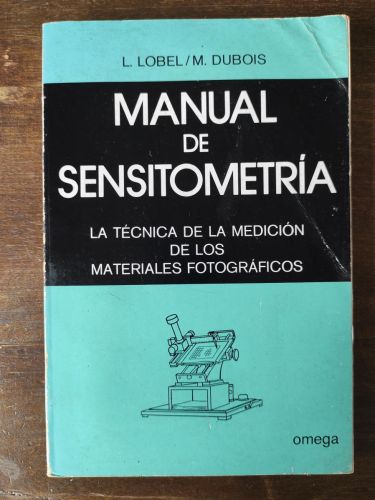 L. LOBEL/M. DUBOIS
MANUAL
DE
SENSITOMETRÍA
LA TÉCNICA DE LA MEDICIÓN
DE LOS
MATERIALES FOTOGRÁFICOS
omega